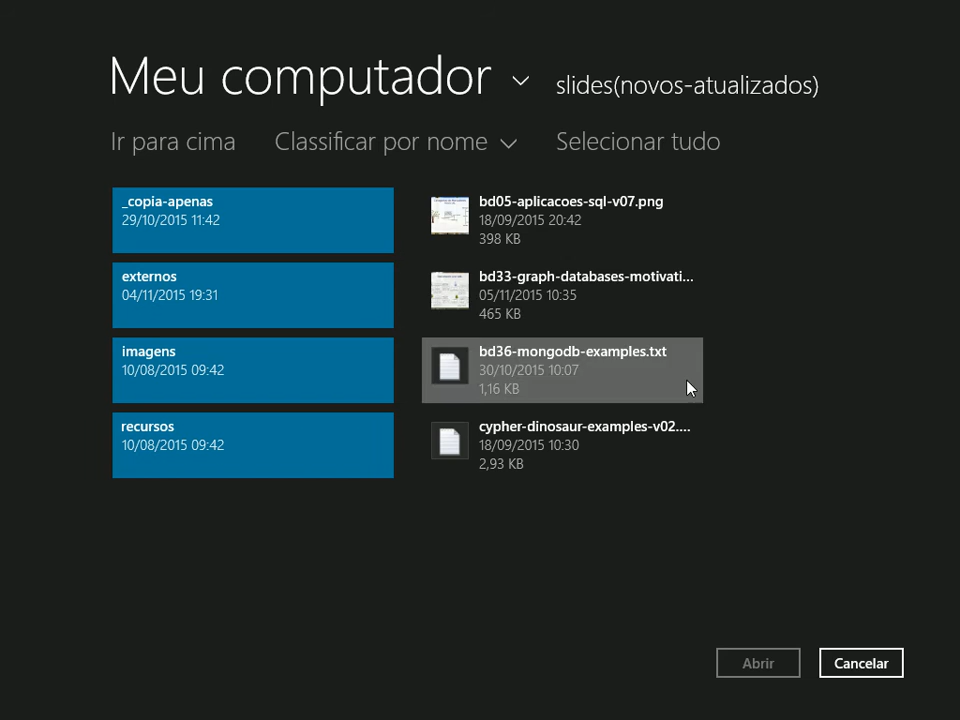 Meu computador
slides(novos-atualizados)
Ir para cima
Classificar por nome
Selecionar tudo
_copia-apenas
29/10/2015 11:42
externos
04/11/2015 19:31
imagens
10/08/2015 09:42
recursos
10/08/2015 09:42
bd05-aplicacoes-sql-v07.png
18/09/2015 20:42
398 KB
bd33-graph-databases-motivati...
05/11/2015 10:35
465 KB
bd36-mongodb-examples.txt
30/10/2015 10:07
1,16 KB
cypher-dinosaur-examples-v02....
18/09/2015 10:30
2,93 KB
Abrir
Cancelar